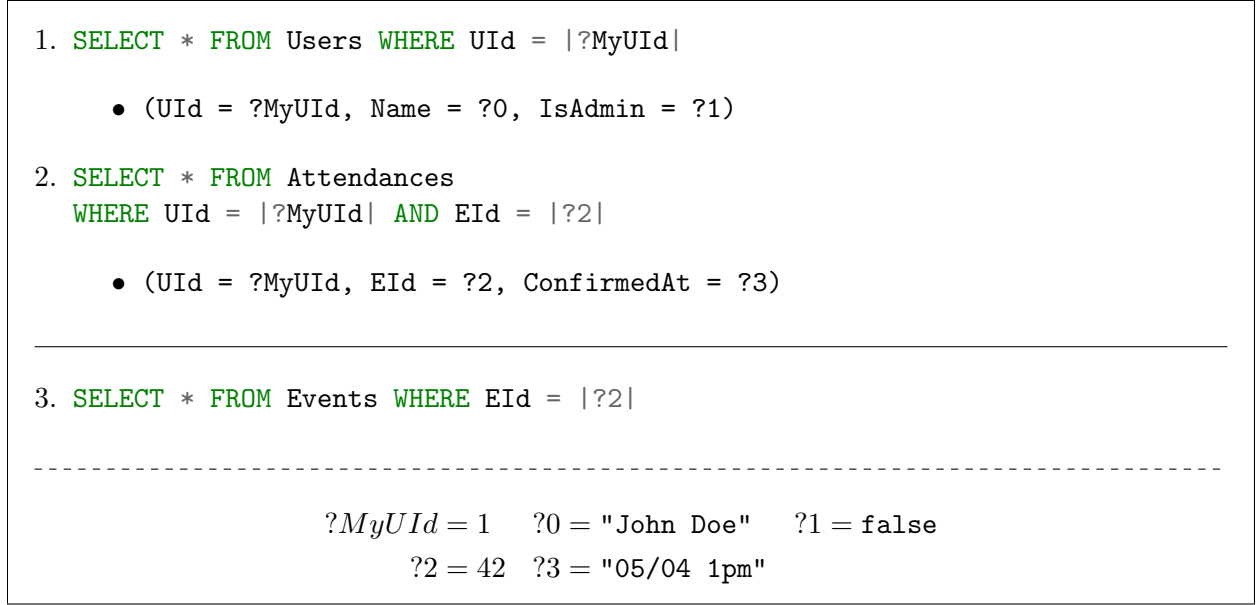 1. SELECT * FROM Users WHERE UId = |?MyUId|
• (UId = ?MyUId, Name = ?0, IsAdmin = ?1)
2. SELECT * FROM Attendances
WHERE UId = |?MyUId| AND EId = |?2|
• (UId = ?MyUId, EId = ?2, ConfirmedAt = ?3)
3. SELECT * FROM Events WHERE EId = |?2|
?MyUId = 1 ?0 = "John Doe" ?1 = false
?2 = 42 ?3 = "05/04 1pm"